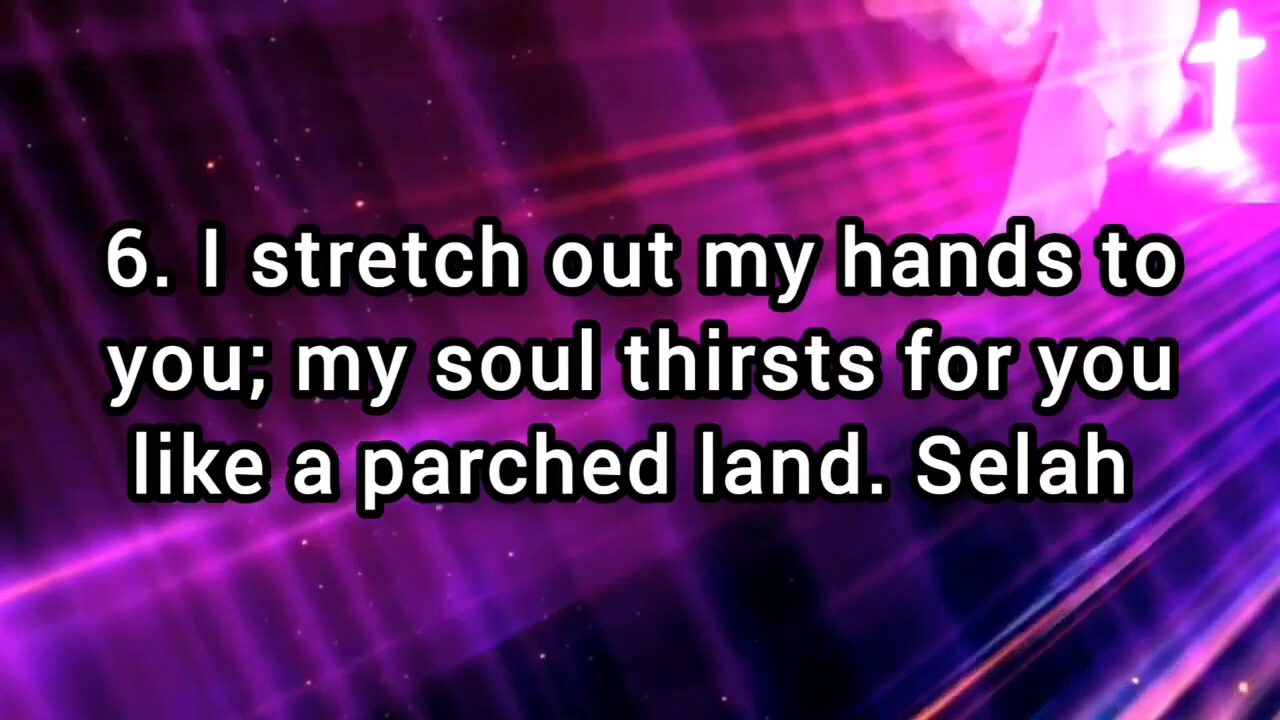 6. I stretch out my hands to
you; my soul thirsts for you
like a parched land. Selah